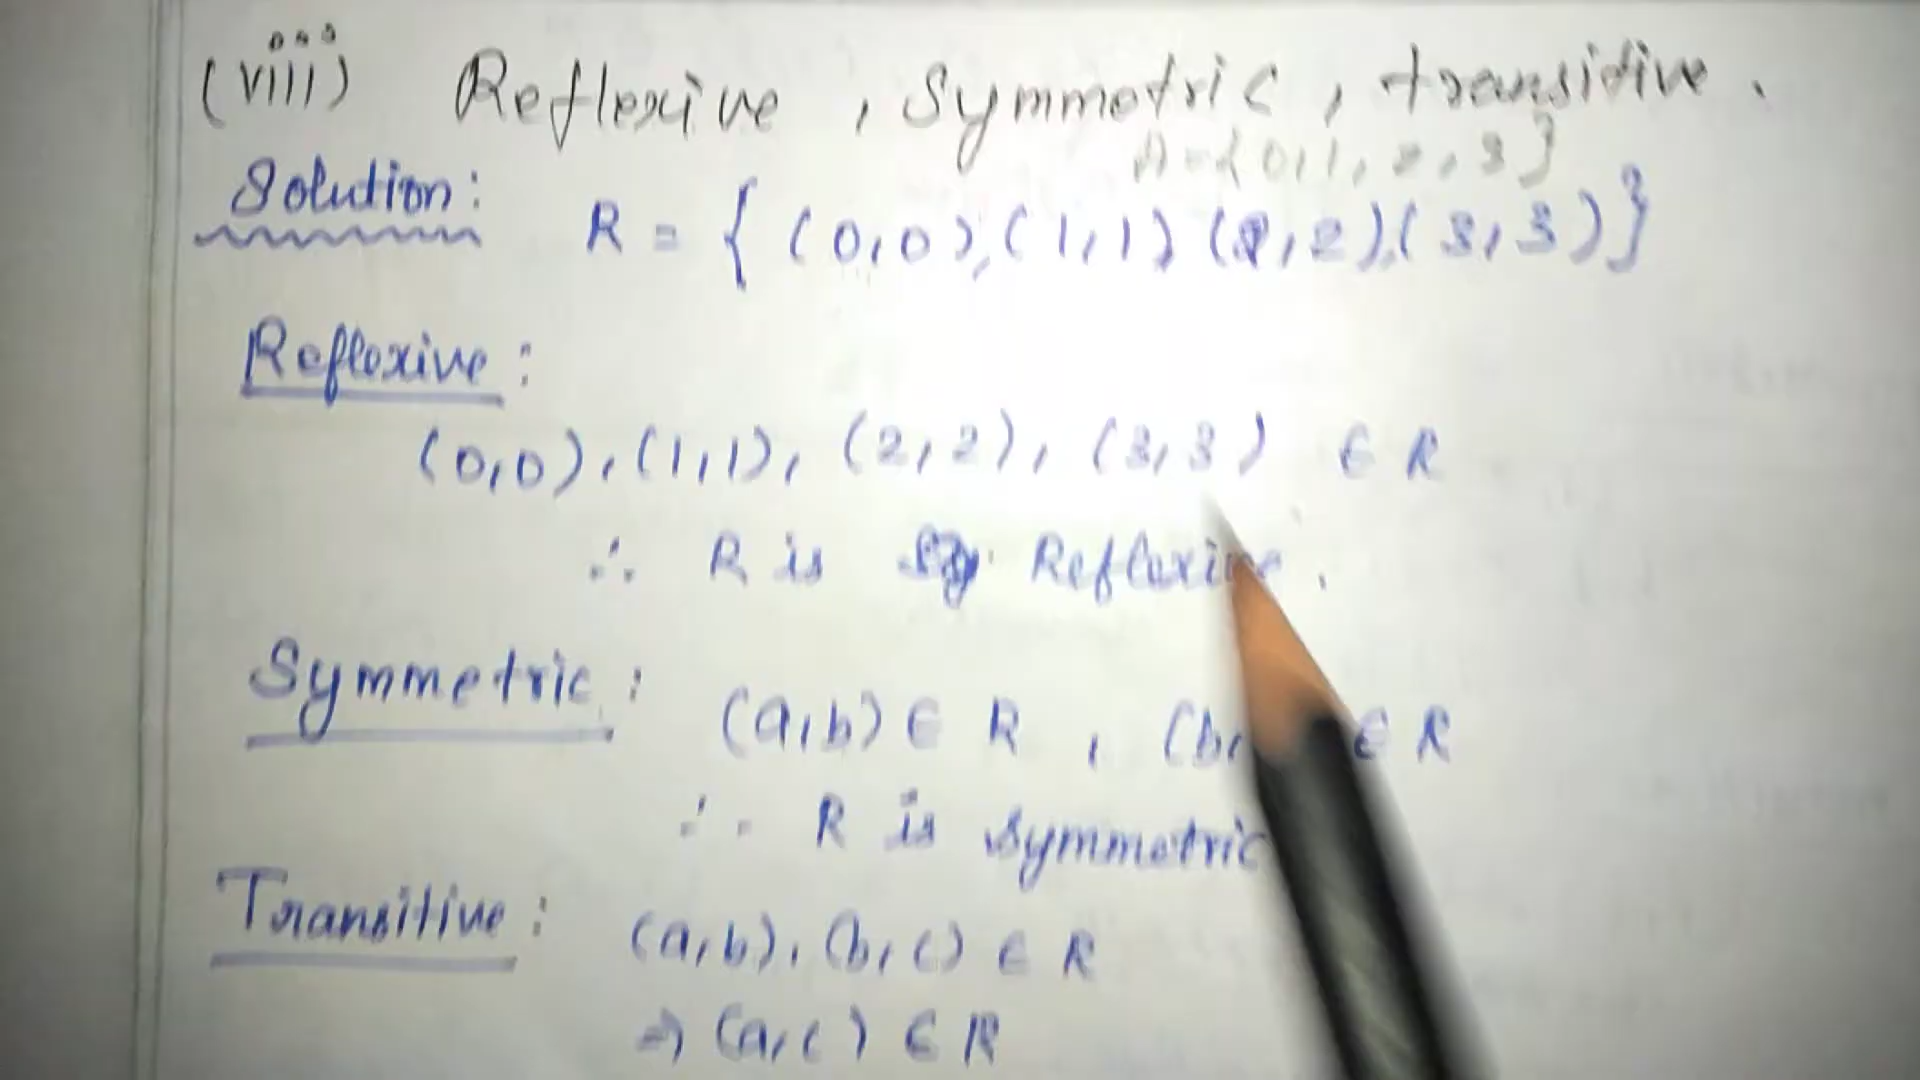 (viii) Reflexive, Symmetric, transitive.
A={0,1,2,3}
Solution: R = { (0,0),(1,1) (2,2),(3,3)}
Reflexive:
(0,0),(1,1), (2,2), (3,3) ∈ R
∴ R is Reflexive.
Symmetric: (a,b) ∈ R , (b, ∈ R
∴ R is Symmetric
Transitive: (a,b), (b,c) ∈ R
⇒ (a,c) ∈ R